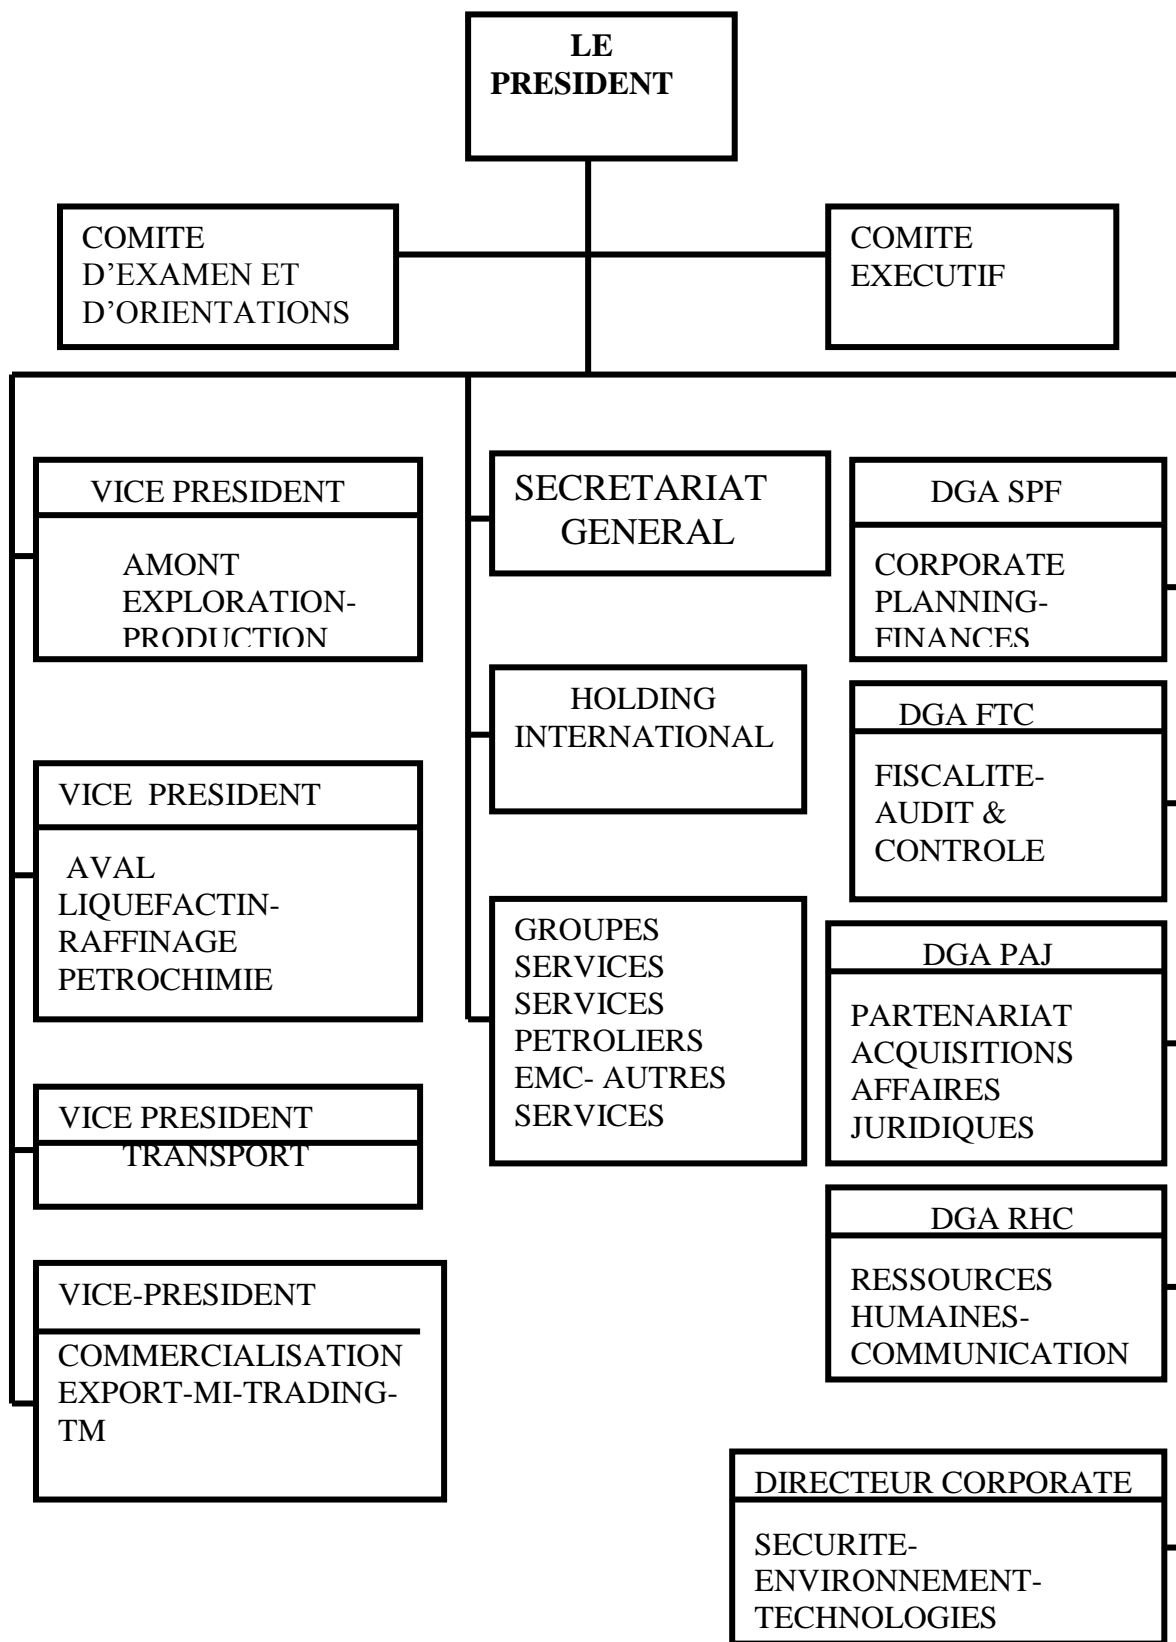 LE
PRESIDENT
COMITE
D'EXAMEN ET
D'ORIENTATIONS
COMITE
EXECUTIF
VICE PRESIDENT
AMONT
EXPLORATION-
PRODUCTION
VICE PRESIDENT
AVAL
LIQUEFACTIN-
RAFFINAGE
PETROCHIMIE
VICE PRESIDENT
TRANSPORT
VICE-PRESIDENT
COMMERCIALISATION
EXPORT-MI-TRADING-
TM
SECRETARIAT
GENERAL
HOLDING
INTERNATIONAL
GROUPES
SERVICES
SERVICES
PETROLIERS
EMC- AUTRES
SERVICES
DGA SPF
CORPORATE
PLANNING-
FINANCES
DGA FTC
FISCALITE-
AUDIT &
CONTROLE
DGA PAJ
PARTENARIAT
ACQUISITIONS
AFFAIRES
JURIDIQUES
DGA RHC
RESSOURCES
HUMAINES-
COMMUNICATION
DIRECTEUR CORPORATE
SECURITE-
ENVIRONNEMENT-
TECHNOLOGIES